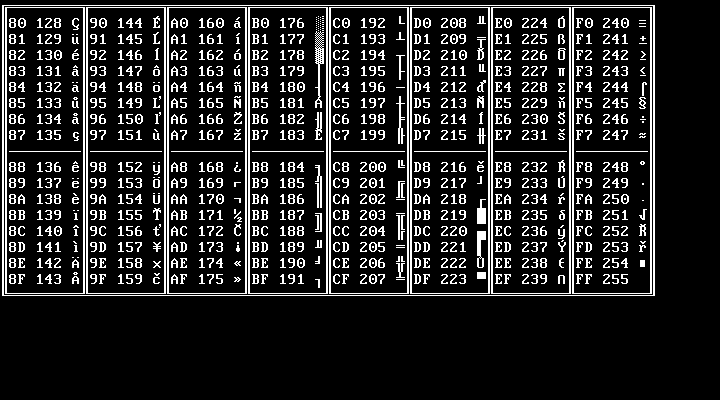 80 128 Ç 90 144 É A0 160 á B0 176 ░ C0 192 └ D0 208 ╨ E0 224 Ó F0 240 ≡
81 129 ü 91 145 Ĺ A1 161 í B1 177 ▒ C1 193 ┴ D1 209 ╤ E1 225 ß F1 241 ±
82 130 é 92 146 ĺ A2 162 ó B2 178 ▓ C2 194 ┬ D2 210 Ď E2 226 Ô F2 242 ≥
83 131 â 93 147 ô A3 163 ú B3 179 │ C3 195 ├ D3 211 ╙ E3 227 π F3 243 ≤
84 132 ä 94 148 ö A4 164 ñ B4 180 ┤ C4 196 ─ D4 212 ď E4 228 Σ F4 244 ⌠
85 133 ů 95 149 Ľ A5 165 Ñ B5 181 Á C5 197 ┼ D5 213 Ň E5 229 ň F5 245 §
86 134 å 96 150 ľ A6 166 Ž B6 182 ╢ C6 198 ╞ D6 214 Í E6 230 Š F6 246 ÷
87 135 ç 97 151 ù A7 167 ž B7 183 Ě C7 199 ╟ D7 215 ╫ E7 231 š F7 247 ≈
88 136 ê 98 152 ÿ A8 168 ¿ B8 184 ╕ C8 200 ╚ D8 216 ě E8 232 Ŕ F8 248 °
89 137 ë 99 153 Ö A9 169 ⌐ B9 185 ╣ C9 201 ╔ D9 217 ┘ E9 233 Ú F9 249 ∙
8A 138 è 9A 154 Ü AA 170 ¬ BA 186 ║ CA 202 ╩ DA 218 ┌ EA 234 ŕ FA 250 ·
8B 139 ï 9B 155 Ť AB 171 ½ BB 187 ╗ CB 203 ╦ DB 219 █ EB 235 δ FB 251 √
8C 140 î 9C 156 ť AC 172 Č BC 188 ╝ CC 204 ╠ DC 220 ▄ EC 236 ý FC 252 Ř
8D 141 ì 9D 157 ¥ AD 173 ¡ BD 189 ╜ CD 205 ═ DD 221 ▌ ED 237 Ý FD 253 ř
8E 142 Ä 9E 158 × AE 174 « BE 190 ╛ CE 206 ╬ DE 222 Ů EE 238 ∈ FE 254 ■
8F 143 Å 9F 159 č AF 175 » BF 191 ┐ CF 207 ╧ DF 223 ▀ EF 239 ∩ FF 255